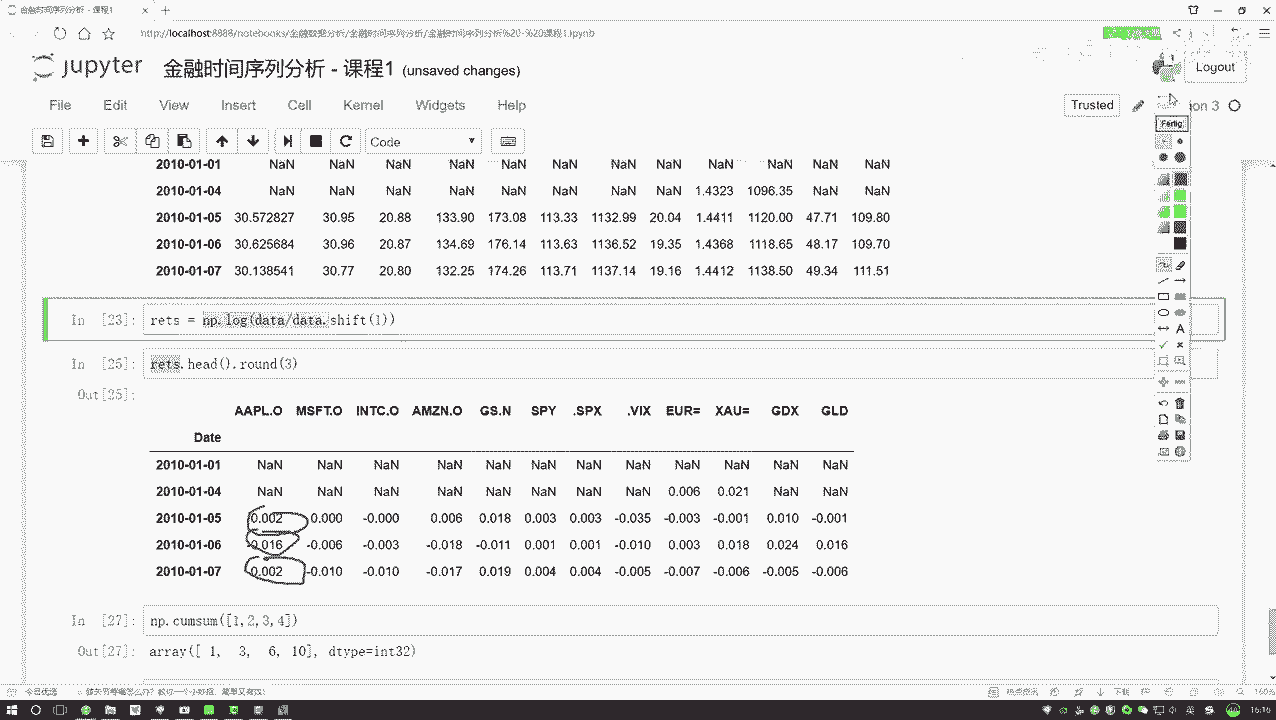 金融时间序列分析 - 课程1
http://localhost:8888/notebooks/金融数据分析/金融时间序列分析/金融时间序列分析%20-%20课程1.ipynb
jupyter 金融时间序列分析 - 课程1 (unsaved changes)
Logout
File Edit View Insert Cell Kernel Widgets Help
Trusted
on 3
Fertig
Code
2010-01-01 NaN NaN NaN NaN NaN NaN NaN NaN NaN NaN NaN NaN
2010-01-04 NaN NaN NaN NaN NaN NaN NaN NaN 1.4323 1096.35 NaN NaN
2010-01-05 30.572827 30.95 20.88 133.90 173.08 113.33 1132.99 20.04 1.4411 1120.00 47.71 109.80
2010-01-06 30.625684 30.96 20.87 134.69 176.14 113.63 1136.52 19.35 1.4368 1118.65 48.17 109.70
2010-01-07 30.138541 30.77 20.80 132.25 174.26 113.71 1137.14 19.16 1.4412 1138.50 49.34 111.51
In [23]: rets = np.log(data/data.shift(1))
In [25]: rets.head().round(3)
Out[25]:
AAPL.O MSFT.O INTC.O AMZN.O GS.N SPY .SPX .VIX EUR= XAU= GDX GLD
Date
2010-01-01 NaN NaN NaN NaN NaN NaN NaN NaN NaN NaN NaN NaN
2010-01-04 NaN NaN NaN NaN NaN NaN NaN NaN 0.006 0.021 NaN NaN
2010-01-05 0.002 0.000 -0.000 0.006 0.018 0.003 0.003 -0.035 -0.003 -0.001 0.010 -0.001
2010-01-06 -0.016 -0.006 -0.003 -0.018 -0.011 0.001 0.001 -0.010 0.003 0.018 0.024 0.016
2010-01-07 0.002 -0.010 -0.010 -0.017 0.019 0.004 0.004 -0.005 -0.007 -0.006 -0.005 -0.006
In [27]: np.cumsum([1,2,3,4])
Out[27]: array([ 1, 3, 6, 10], dtype=int32)
今日优选
下载
160%
16:16